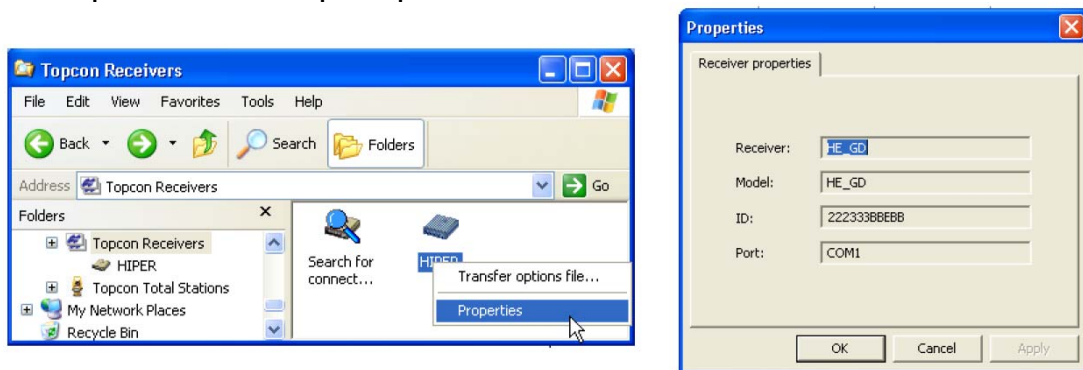 Topcon Receivers
File Edit View Favorites Tools Help
Back Search Folders
Address Topcon Receivers Go
Folders
Topcon Receivers
HIPER
Topcon Total Stations
My Network Places
Recycle Bin
Search for
connect...
HIPER
Transfer options file...
Properties
Properties
Receiver properties
Receiver: HE_GD
Model: HE_GD
ID: 222333BBEBB
Port: COM1
OK Cancel Apply